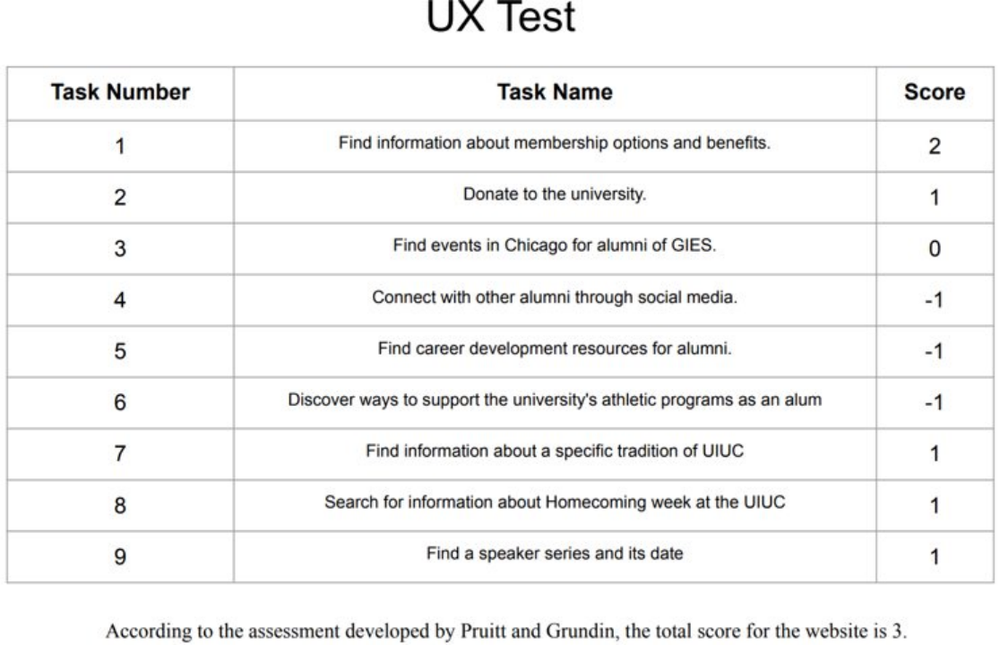 UX Test
Task Number Task Name Score
1 Find information about membership options and benefits. 2
2 Donate to the university. 1
3 Find events in Chicago for alumni of GIES. 0
4 Connect with other alumni through social media. -1
5 Find career development resources for alumni. -1
6 Discover ways to support the university's athletic programs as an alum -1
7 Find information about a specific tradition of UIUC 1
8 Search for information about Homecoming week at the UIUC 1
9 Find a speaker series and its date 1
According to the assessment developed by Pruitt and Grundin, the total score for the website is 3.